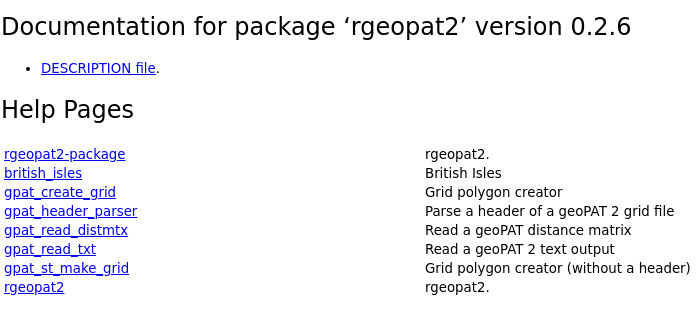 Documentation for package ‘rgeopat2’ version 0.2.6
• DESCRIPTION file.
Help Pages
rgeopat2-package rgeopat2.
british_isles British Isles
gpat_create_grid Grid polygon creator
gpat_header_parser Parse a header of a geoPAT 2 grid file
gpat_read_distmtx Read a geoPAT distance matrix
gpat_read_txt Read a geoPAT 2 text output
gpat_st_make_grid Grid polygon creator (without a header)
rgeopat2 rgeopat2.